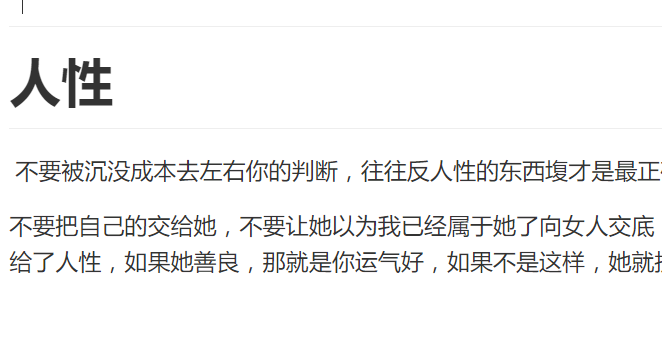 人性
不要被沉没成本去左右你的判断，往往反人性的东西埻才是最正
不要把自己的交给她，不要让她以为我已经属于她了向女人交底
给了人性，如果她善良，那就是你运气好，如果不是这样，她就